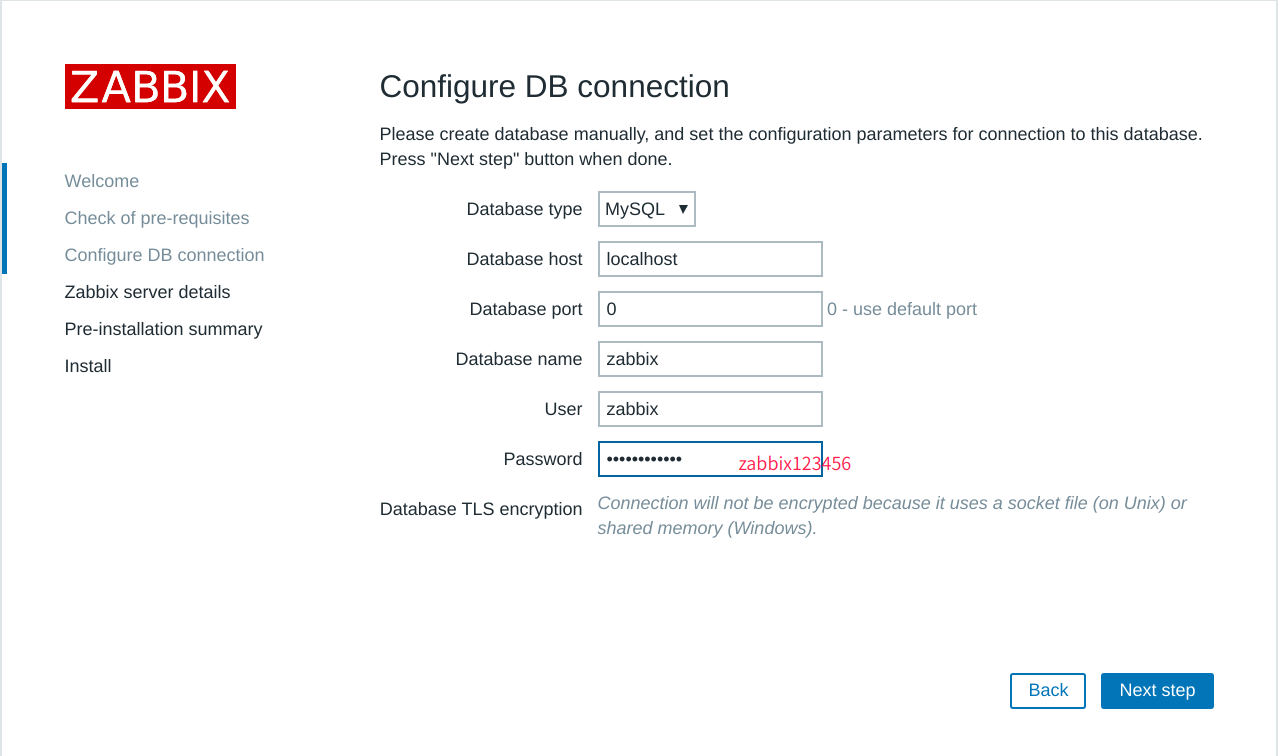 ZABBIX
Welcome
Check of pre-requisites
Configure DB connection
Zabbix server details
Pre-installation summary
Install
Configure DB connection
Please create database manually, and set the configuration parameters for connection to this database.
Press "Next step" button when done.
Database type MySQL ▼
Database host localhost
Database port 0 0 - use default port
Database name zabbix
User zabbix
Password •••••••••••• zabbix123456
Database TLS encryption Connection will not be encrypted because it uses a socket file (on Unix) or
shared memory (Windows).
Back Next step